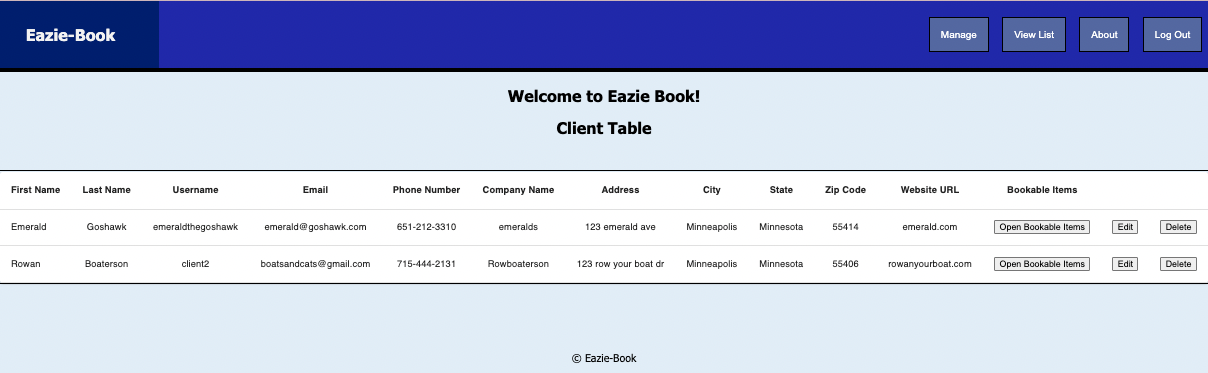 Eazie-Book Manage View List About Log Out
Welcome to Eazie Book!
Client Table
First Name Last Name Username Email Phone Number Company Name Address City State Zip Code Website URL Bookable Items
Emerald Goshawk emeraldthegoshawk emerald@goshawk.com 651-212-3310 emeralds 123 emerald ave Minneapolis Minnesota 55414 emerald.com Open Bookable Items Edit Delete
Rowan Boaterson client2 boatsandcats@gmail.com 715-444-2131 Rowboaterson 123 row your boat dr Minneapolis Minnesota 55406 rowanyourboat.com Open Bookable Items Edit Delete
© Eazie-Book